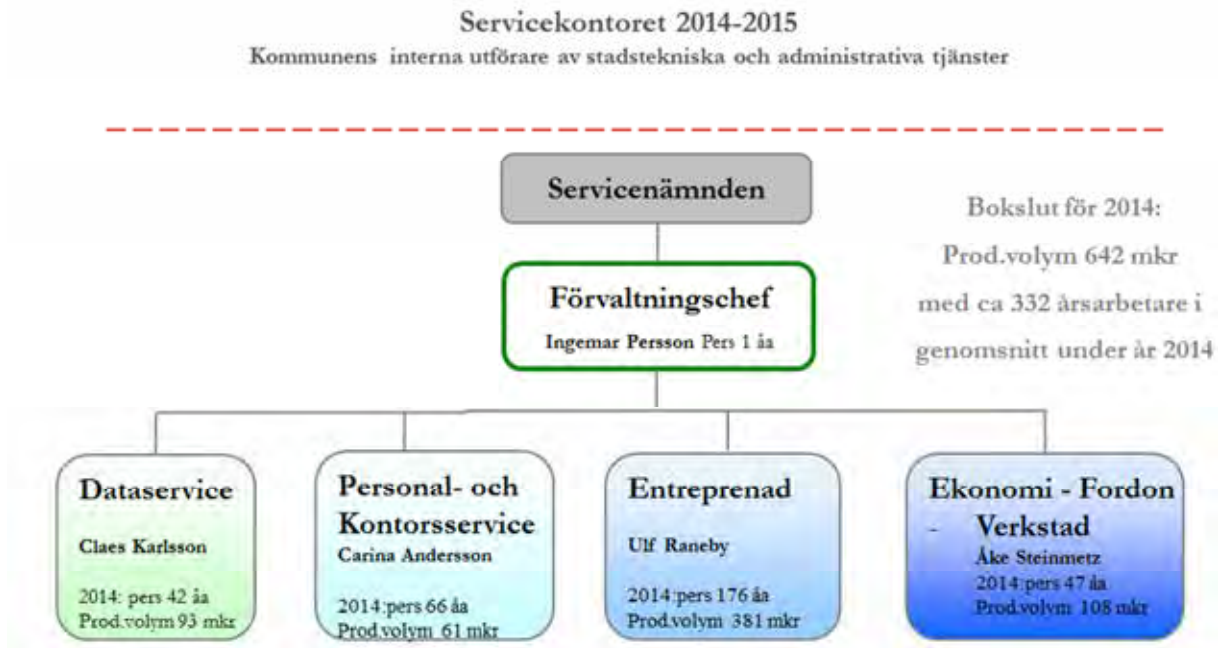 Servicekontoret 2014-2015
Kommunens interna utförare av stadstekniska och administrativa tjänster
Servicenämnden
Förvaltningschef
Ingemar Persson Pers 1 åa
Bokslut för 2014:
Prod.volym 642 mkr
med ca 332 årsarbetare i
genomsnitt under år 2014
Dataservice
Claes Karlsson
2014: pers 42 åa
Prod.volym 93 mkr
Personal- och
Kontorsservice
Carina Andersson
2014:pers 66 åa
Prod.volym 61 mkr
Entreprenad
Ulf Raneby
2014:pers 176 åa
Prod.volym 381 mkr
Ekonomi - Fordon
- Verkstad
Åke Steinmetz
2014:pers 47 åa
Prod.volym 108 mkr